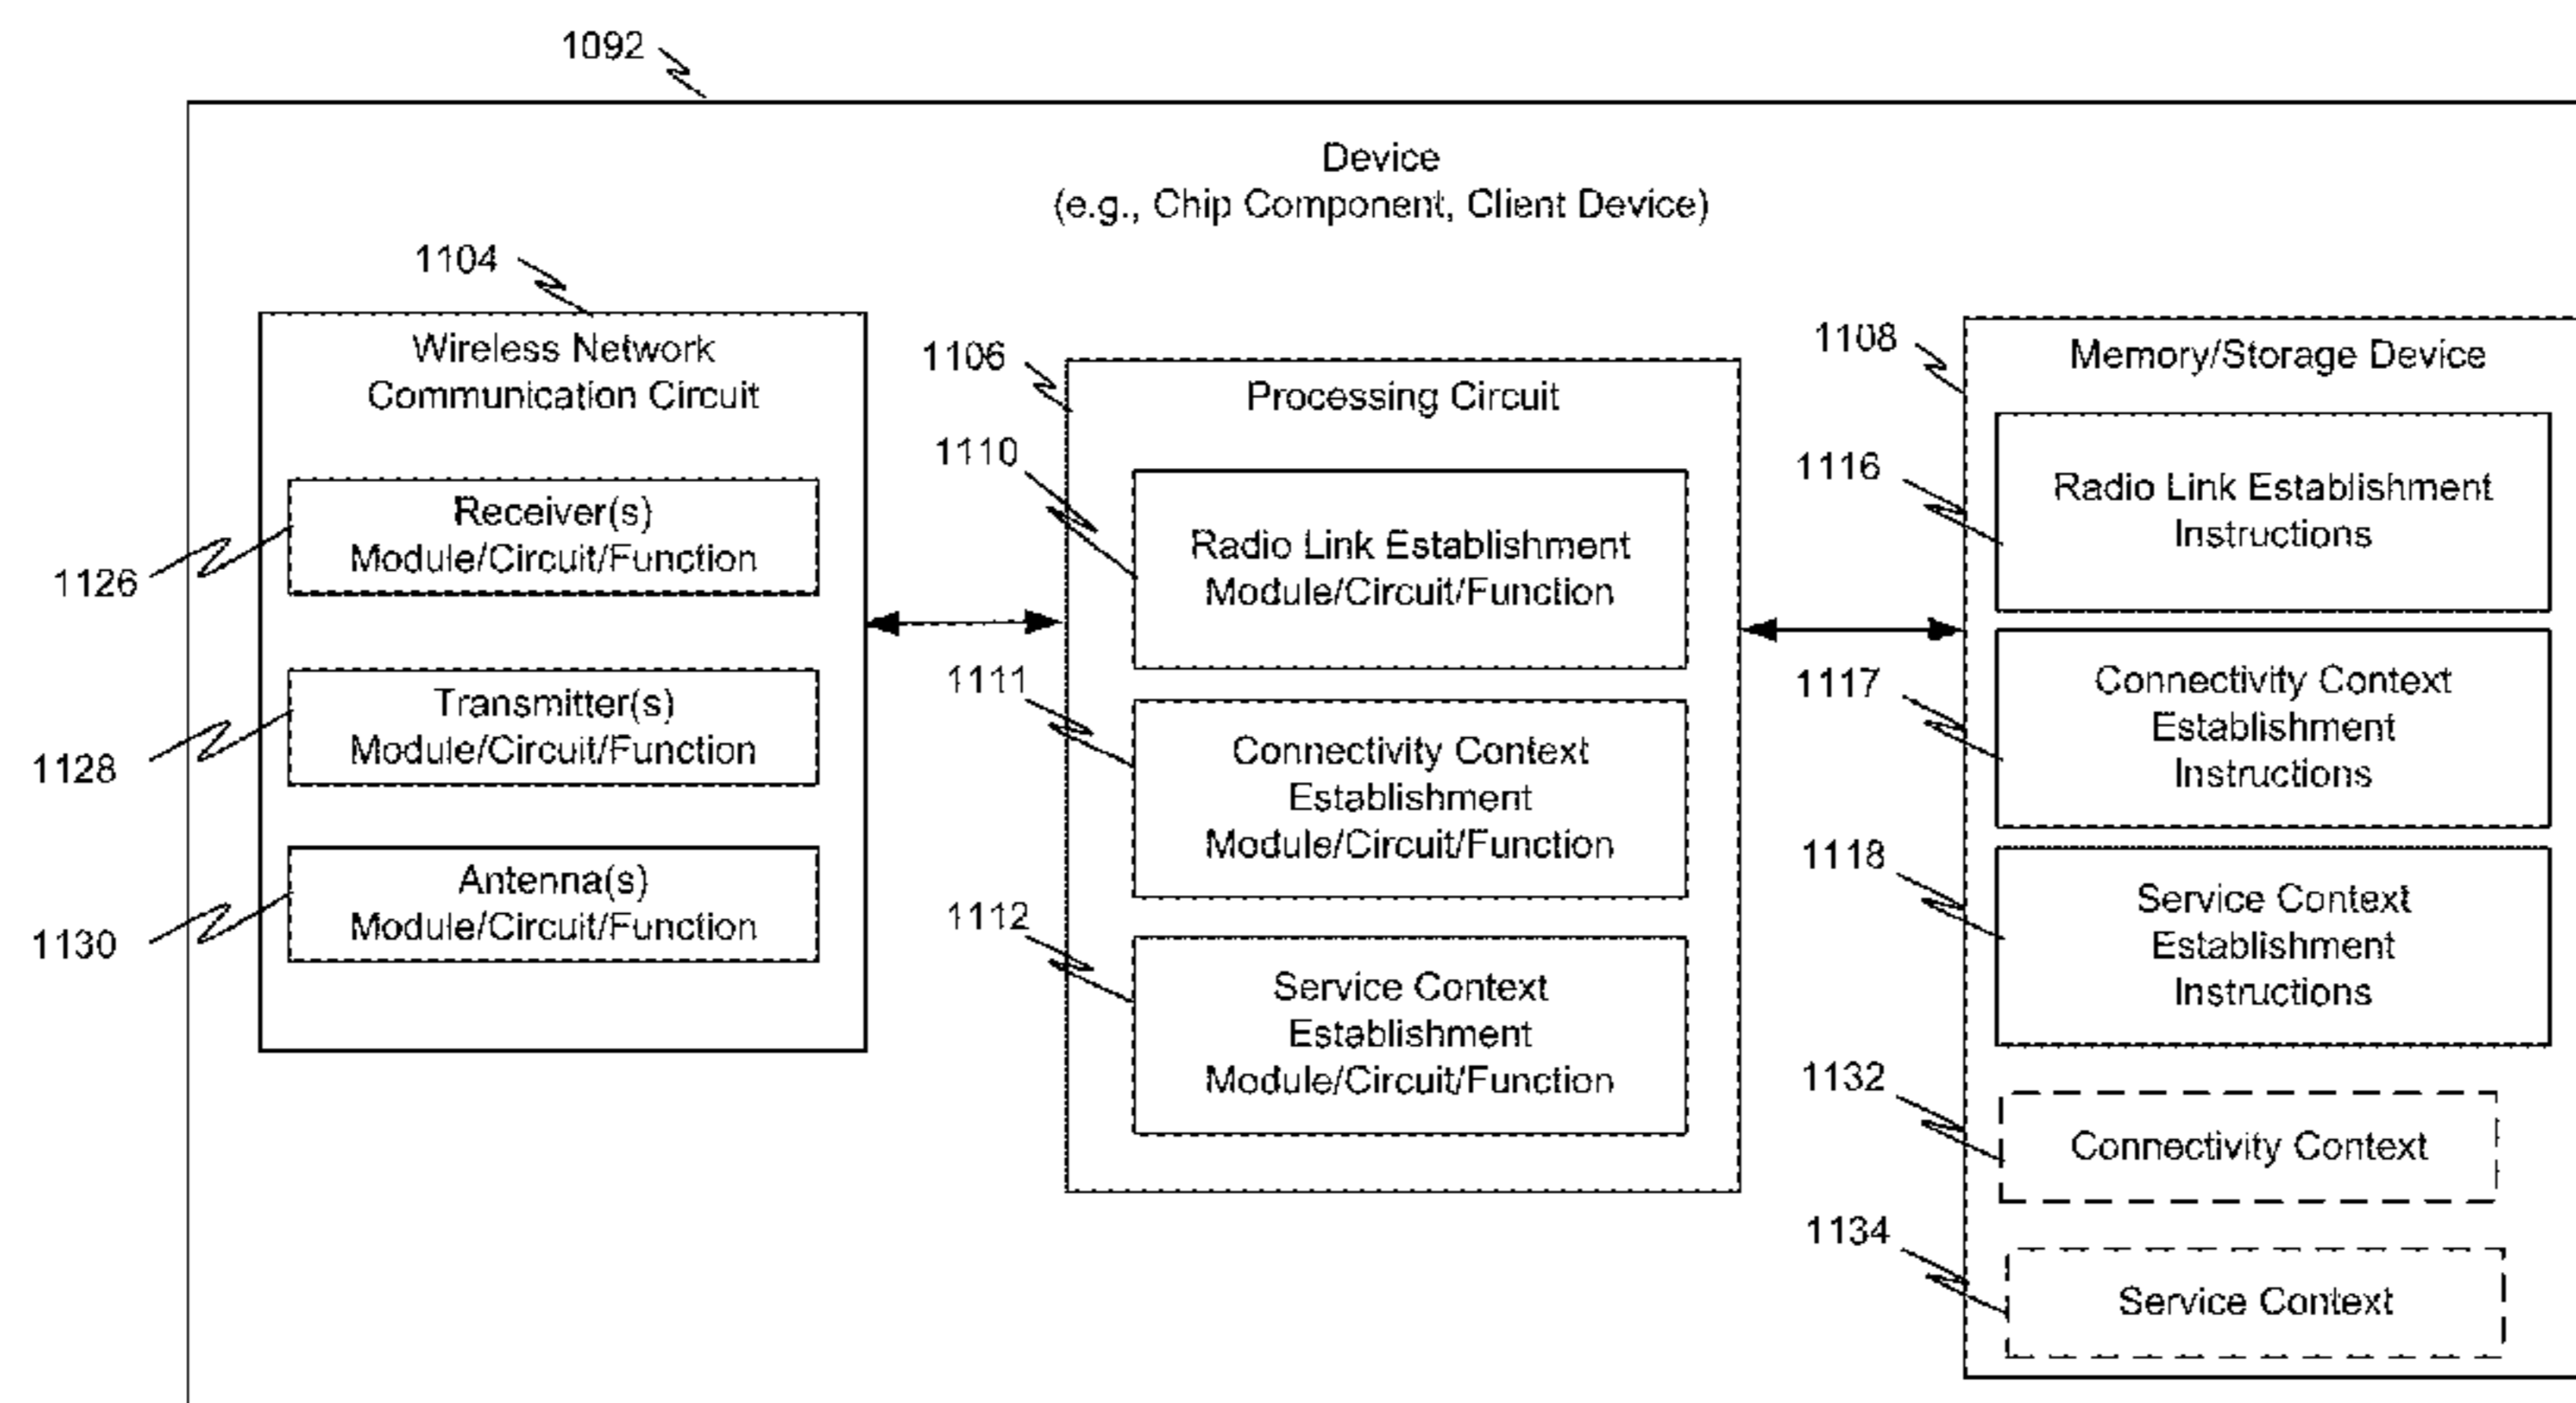 1092
Device
(e.g., Chip Component, Client Device)
1104
Wireless Network
Communication Circuit
1126
Receiver(s)
Module/Circuit/Function
1128
Transmitter(s)
Module/Circuit/Function
1130
Antenna(s)
Module/Circuit/Function
1106
Processing Circuit
1110
Radio Link Establishment
Module/Circuit/Function
1111
Connectivity Context
Establishment
Module/Circuit/Function
1112
Service Context
Establishment
Module/Circuit/Function
1108
Memory/Storage Device
1116
Radio Link Establishment
Instructions
1117
Connectivity Context
Establishment
Instructions
1118
Service Context
Establishment
Instructions
1132
Connectivity Context
1134
Service Context